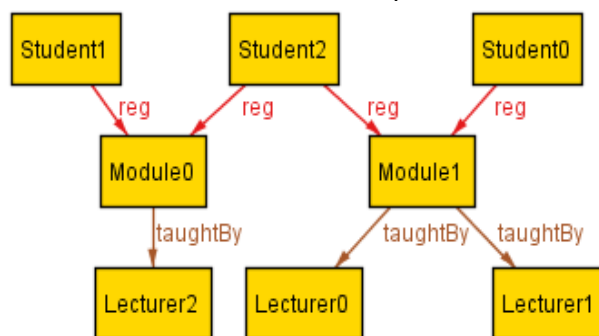 Student1 Student2 Student0
reg reg reg reg
Module0 Module1
taughtBy taughtBy taughtBy
Lecturer2 Lecturer0 Lecturer1